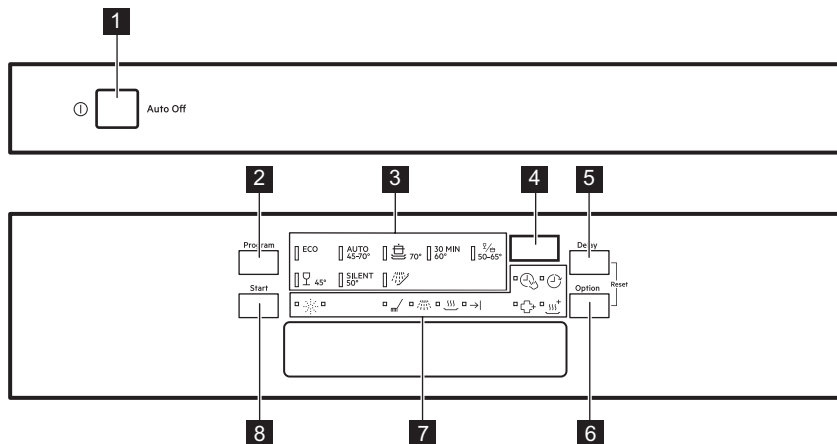 1
Auto Off
2
3
4
5
Program
Delay
ECO
AUTO
45-70°
70°
30 MIN
60°
50-65°
45°
SILENT
50°
Start
Option
Reset
8
7
6